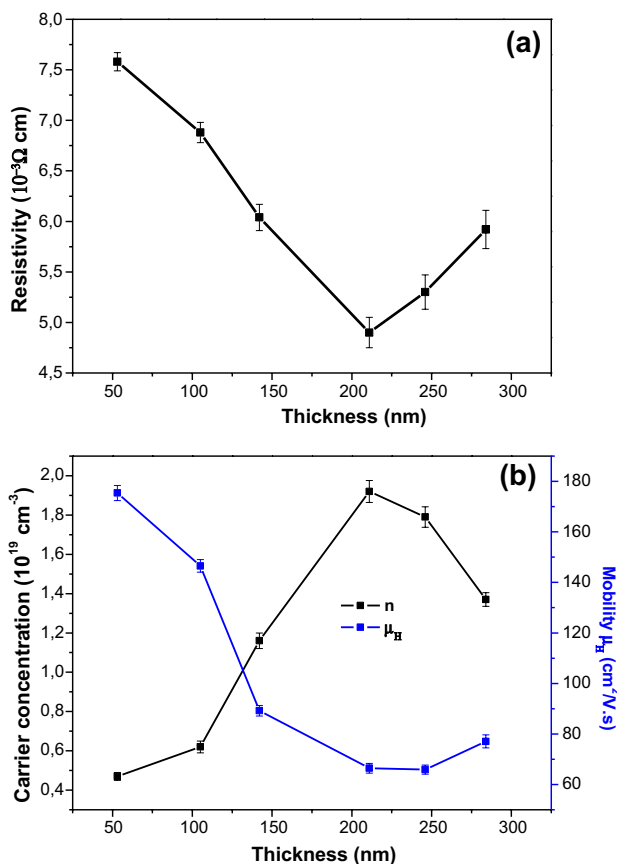 (a)
8,0
7,5
7,0
6,5
6,0
5,5
5,0
4,5
Resistivity (10⁻³Ω cm)
50 100 150 200 250 300
Thickness (nm)
(b)
2,0
1,8
1,6
1,4
1,2
1,0
0,8
0,6
0,4
Carrier concentration (10¹⁹ cm⁻³)
n
μH
180
160
140
120
100
80
60
Mobility μH (cm²/V.s)
50 100 150 200 250 300
Thickness (nm)